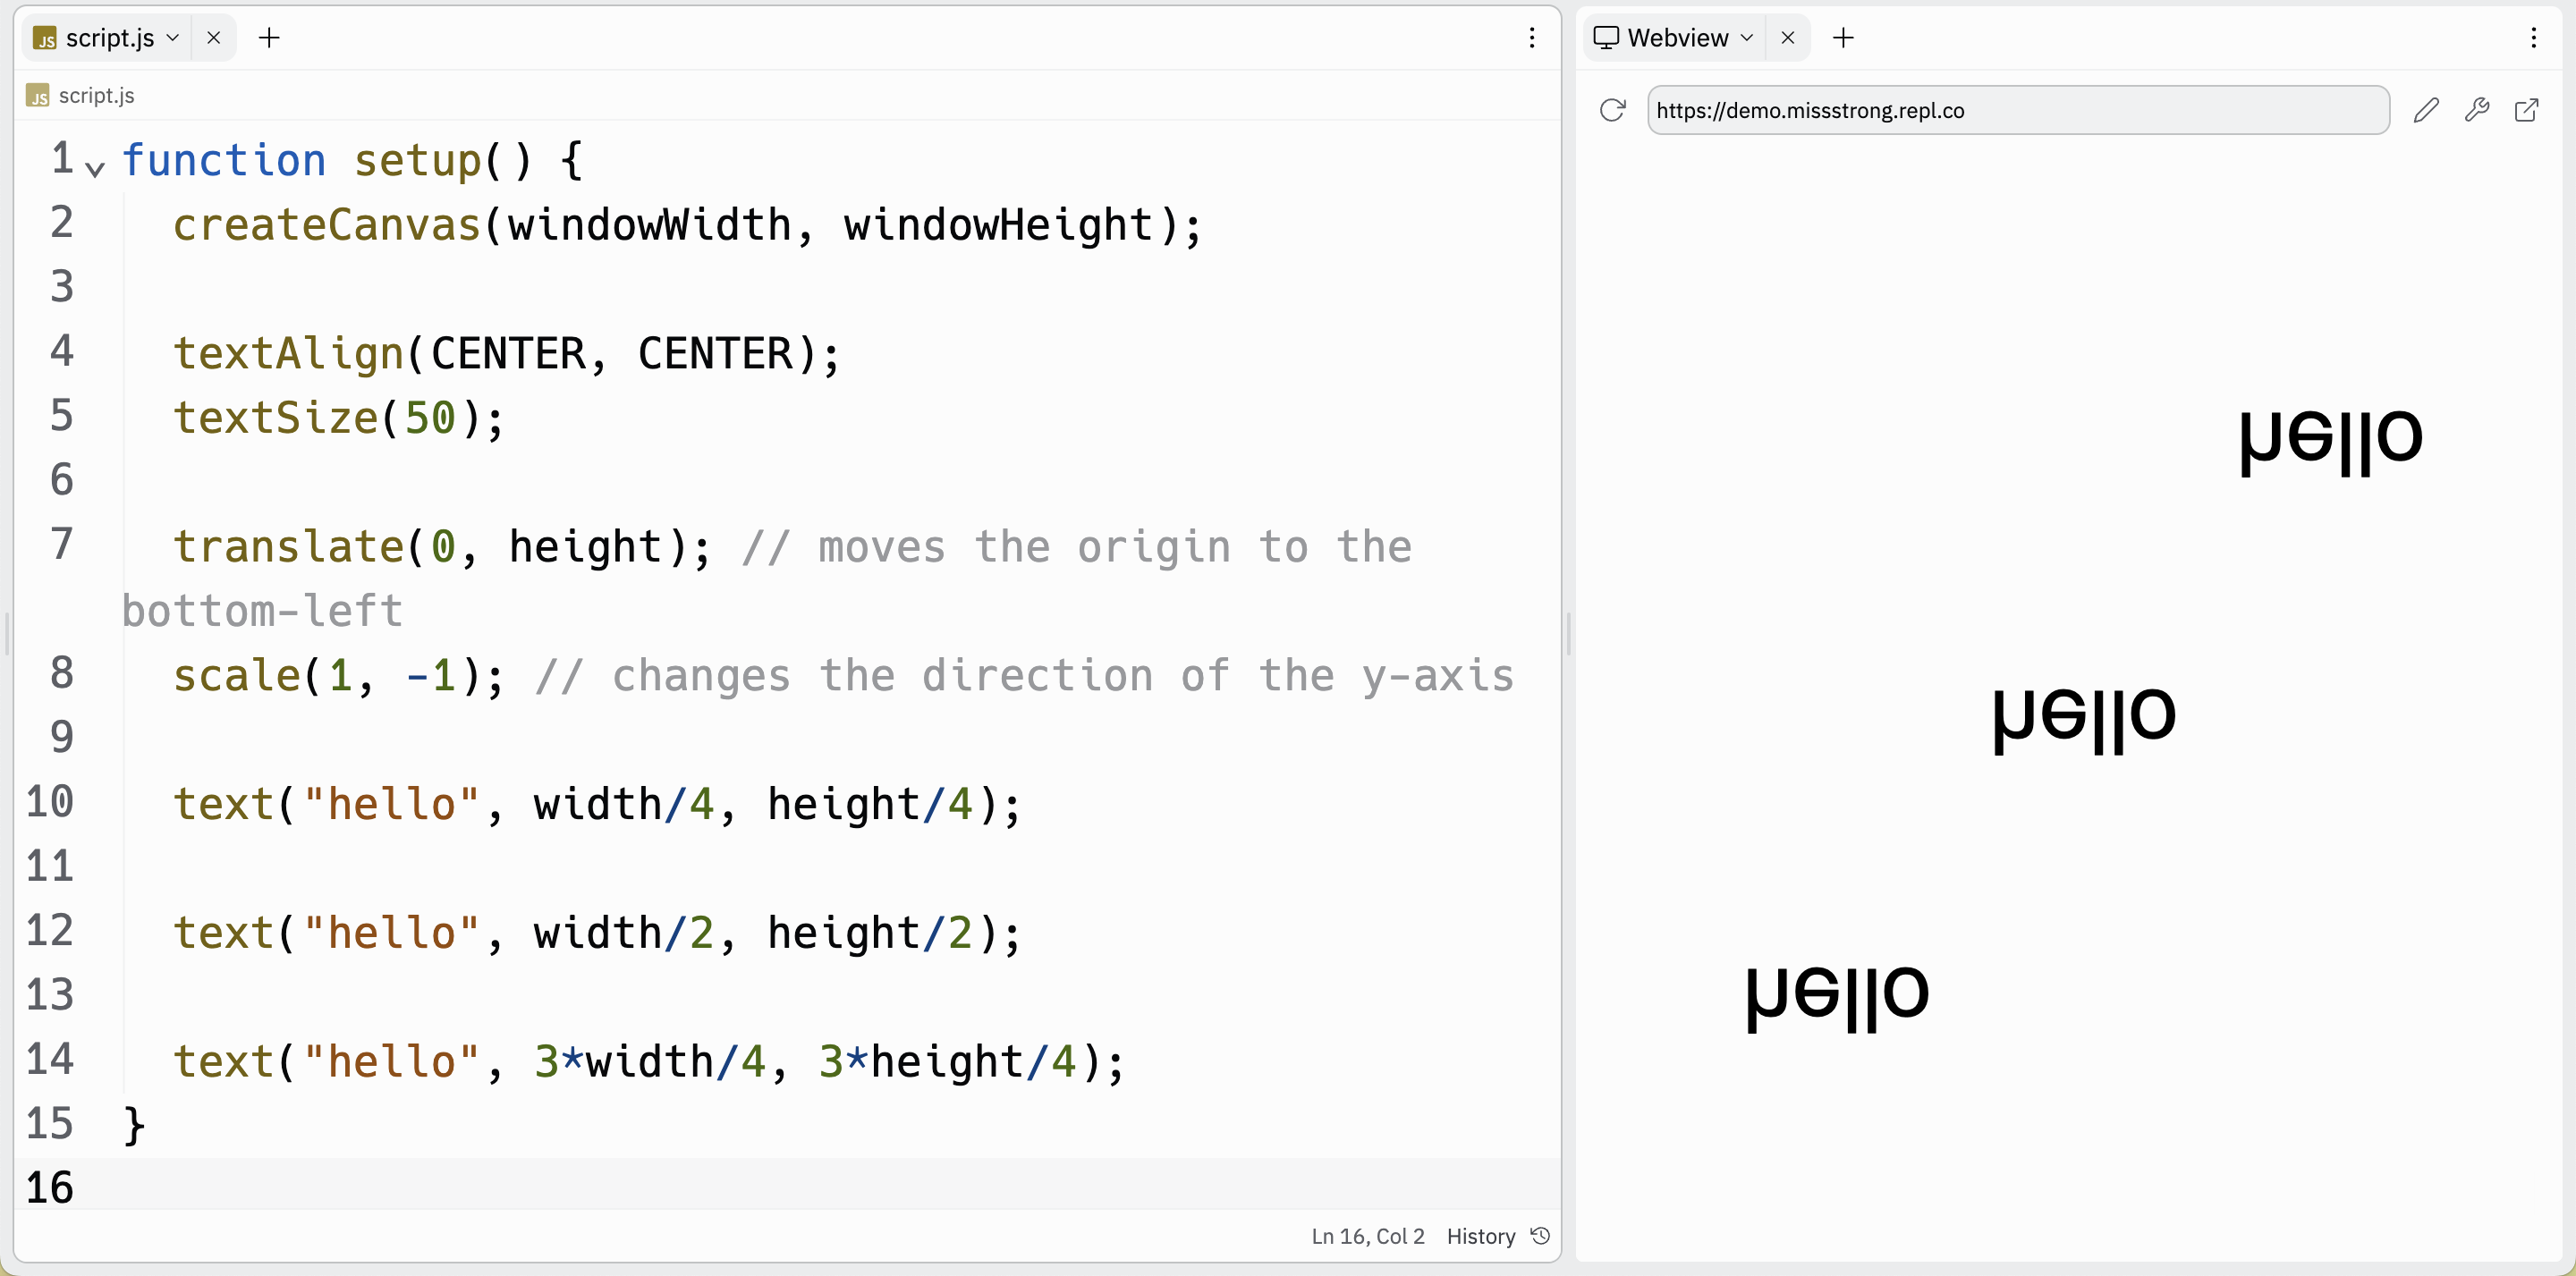 JS script.js
JS script.js
1 function setup() {
2 createCanvas(windowWidth, windowHeight);
3
4 textAlign(CENTER, CENTER);
5 textSize(50);
6
7 translate(0, height); // moves the origin to the
bottom-left
8 scale(1, -1); // changes the direction of the y-axis
9
10 text("hello", width/4, height/4);
11
12 text("hello", width/2, height/2);
13
14 text("hello", 3*width/4, 3*height/4);
15 }
16
Ln 16, Col 2 History
Webview
https://demo.missstrong.repl.co
hello
hello
hello